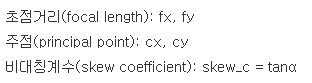 초점거리(focal length): fx, fy
주점(principal point): cx, cy
비대칭계수(skew coefficient): skew_c = tanα